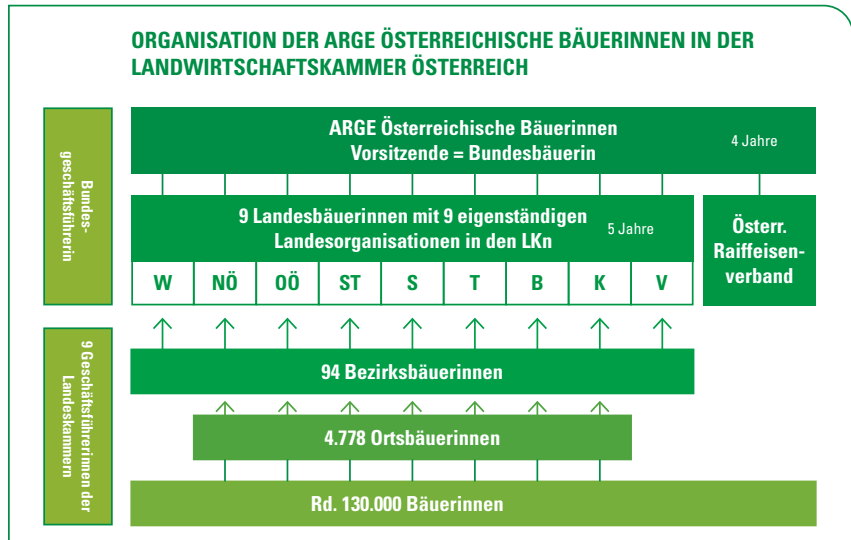 ORGANISATION DER ARGE ÖSTERREICHISCHE BÄUERINNEN IN DER
LANDWIRTSCHAFTSKAMMER ÖSTERREICH
Bundes-
geschäftsführerin
ARGE Österreichische Bäuerinnen
Vorsitzende = Bundesbäuerin
4 Jahre
9 Landesbäuerinnen mit 9 eigenständigen
Landesorganisationen in den LKn
5 Jahre
Österr.
Raiffeisen-
verband
W NÖ OÖ ST S T B K V
9 Geschäftsführerinnen der
Landeskammern
94 Bezirksbäuerinnen
4.778 Ortsbäuerinnen
Rd. 130.000 Bäuerinnen